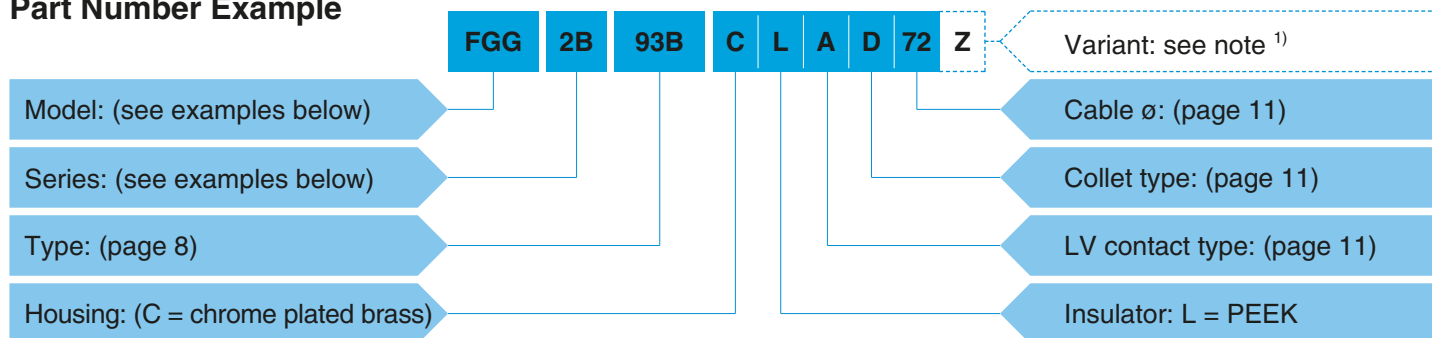 Part Number Example
FGG 2B 93B C L A D 72 Z
Variant: see note 1)
Model: (see examples below)
Cable ø: (page 11)
Series: (see examples below)
Collet type: (page 11)
Type: (page 8)
LV contact type: (page 11)
Housing: (C = chrome plated brass)
Insulator: L = PEEK